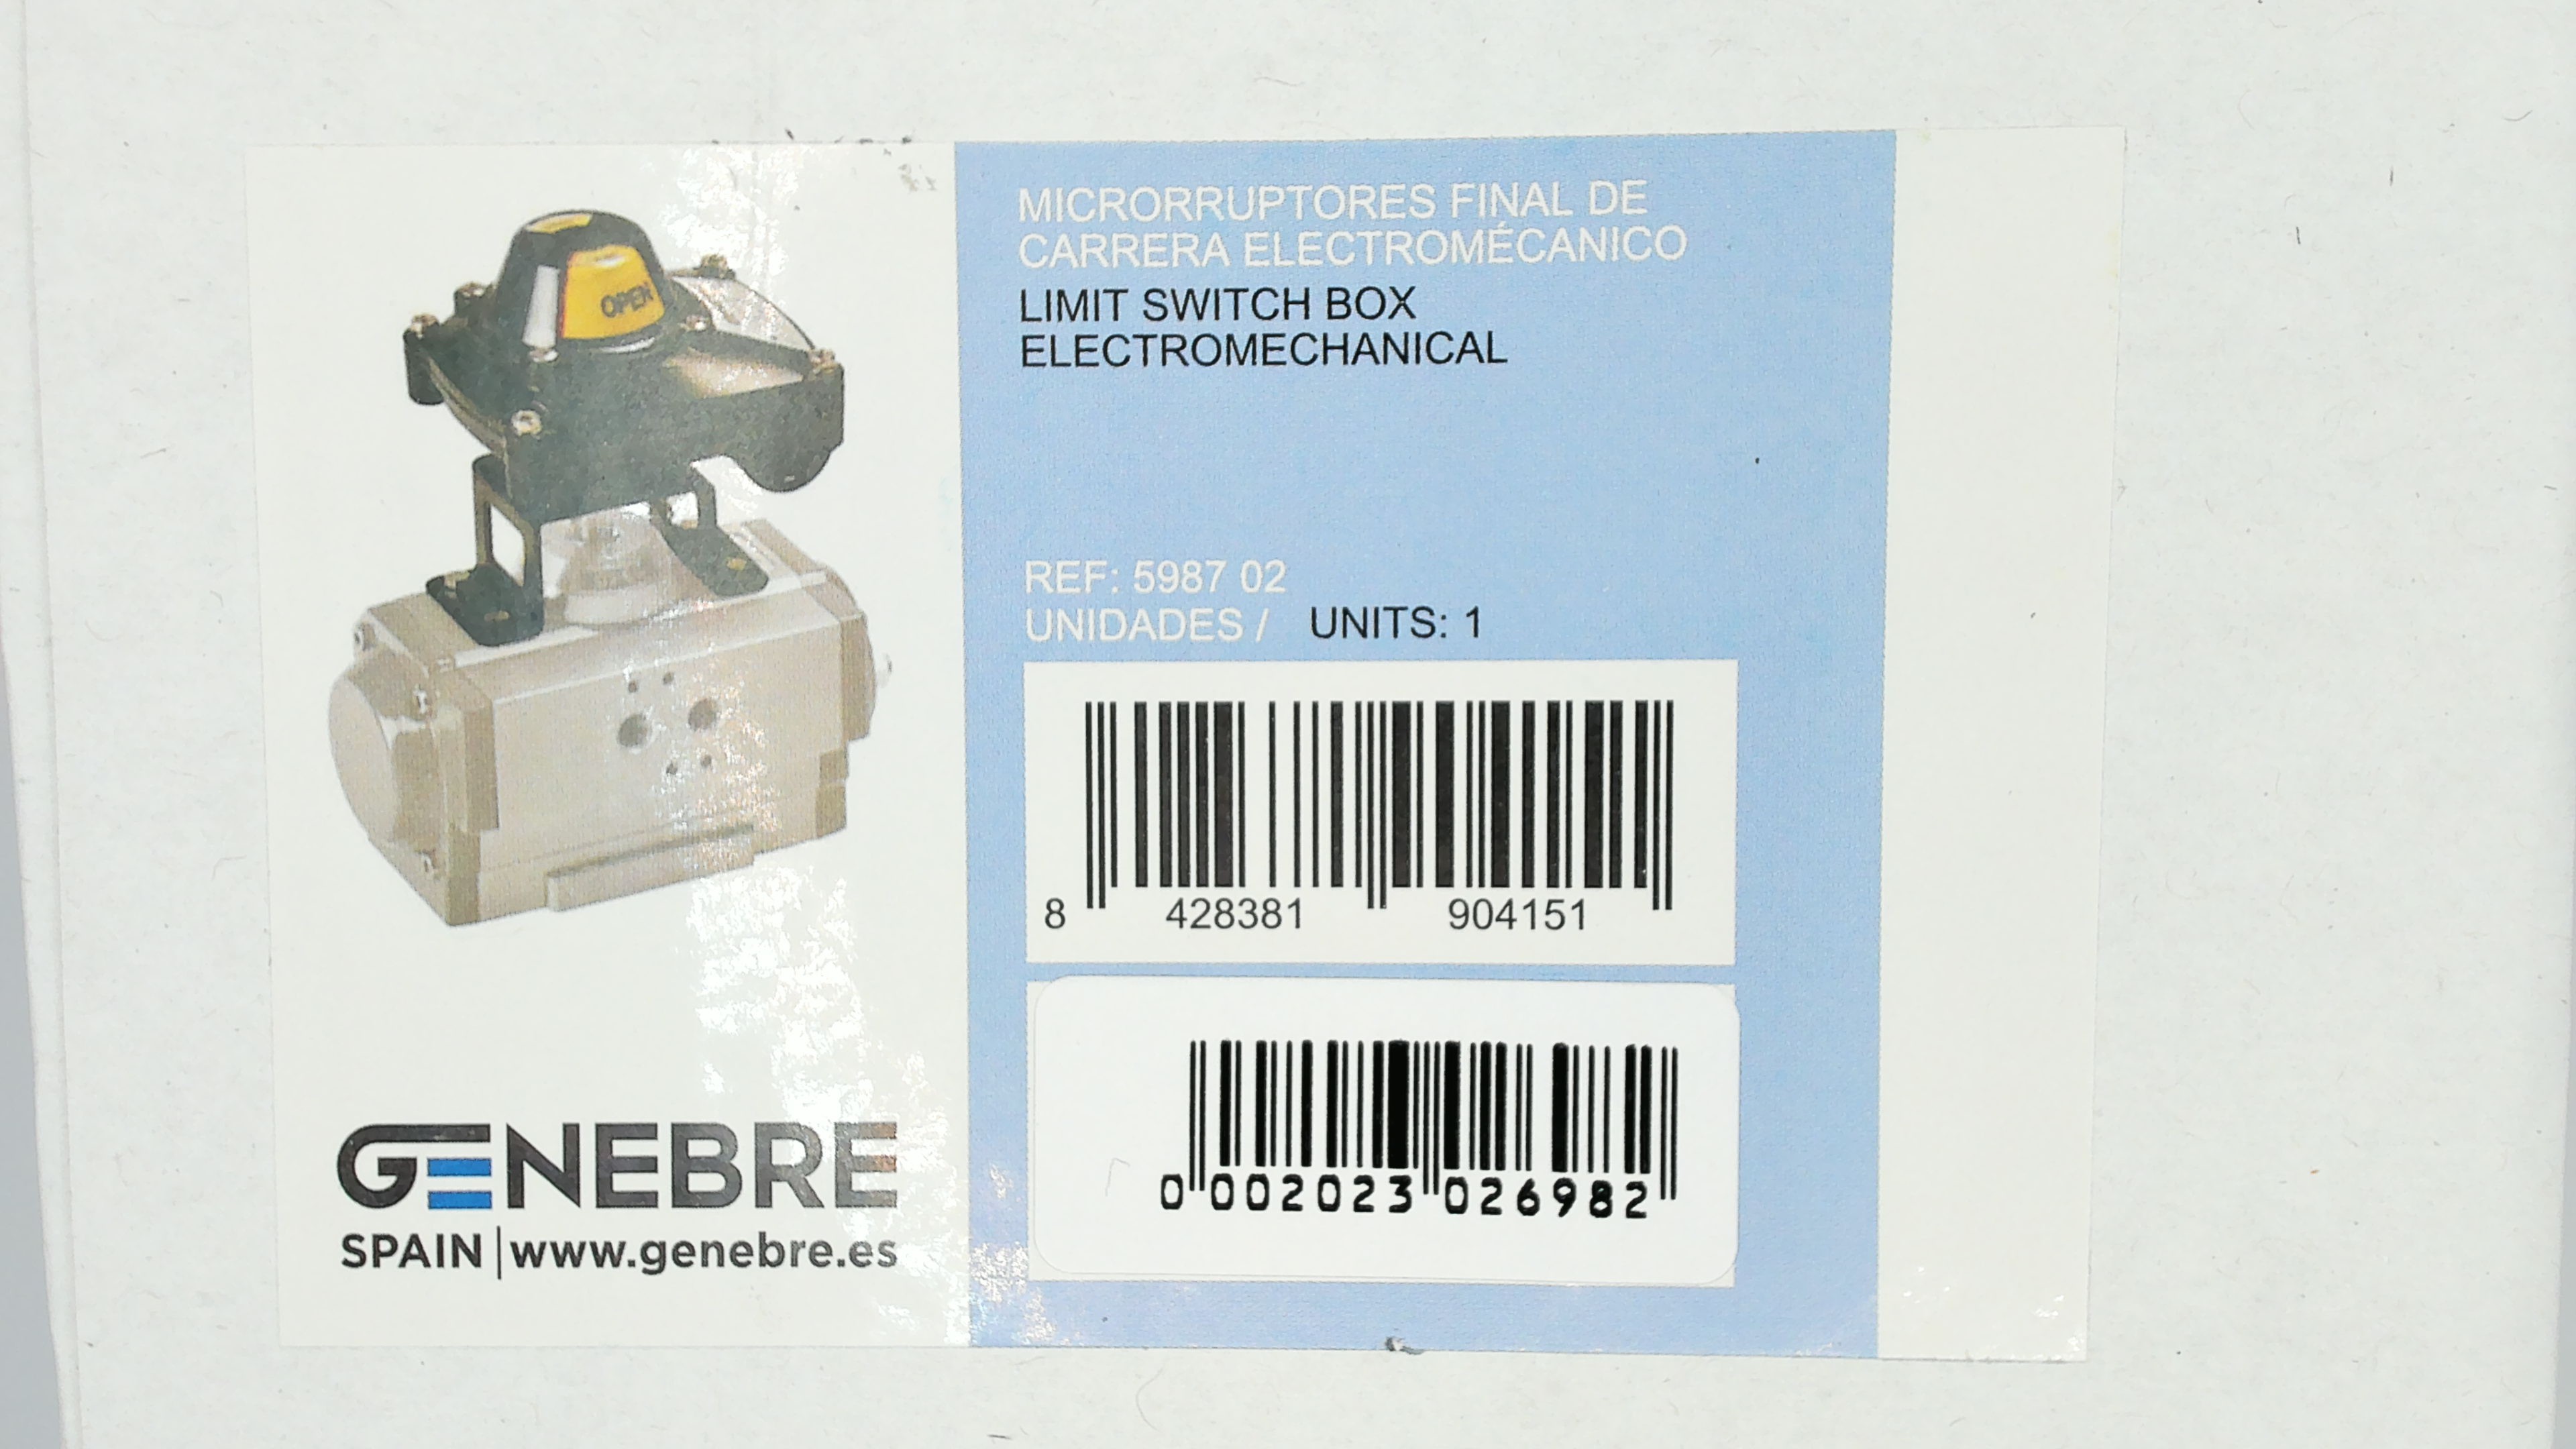 OPEN
MICRORRUPTORES FINAL DE
CARRERA ELECTROMÉCANICO
LIMIT SWITCH BOX
ELECTROMECHANICAL
REF: 5987 02
UNIDADES / UNITS: 1
8 428381 904151
0 002023 026982
GENEBRE
SPAIN | www.genebre.es